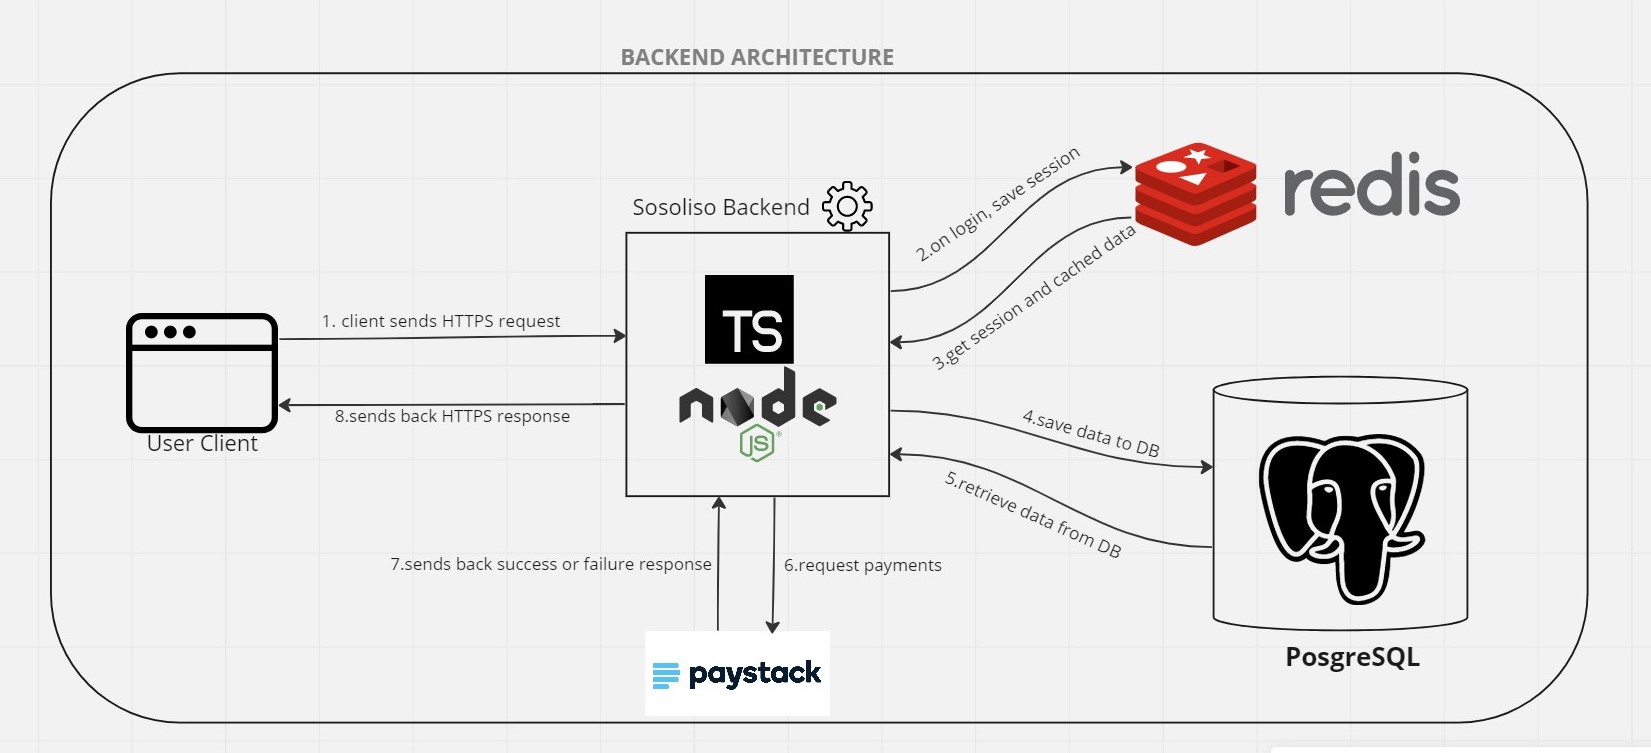 BACKEND ARCHITECTURE
2.on login, save session
redis
Sosoliso Backend
3.get session and cached data
TS
1. client sends HTTPS request
node
JS
8.sends back HTTPS response
User Client
4.save data to DB
5.retrieve data from DB
7.sends back success or failure response
6.request payments
PosgreSQL
paystack